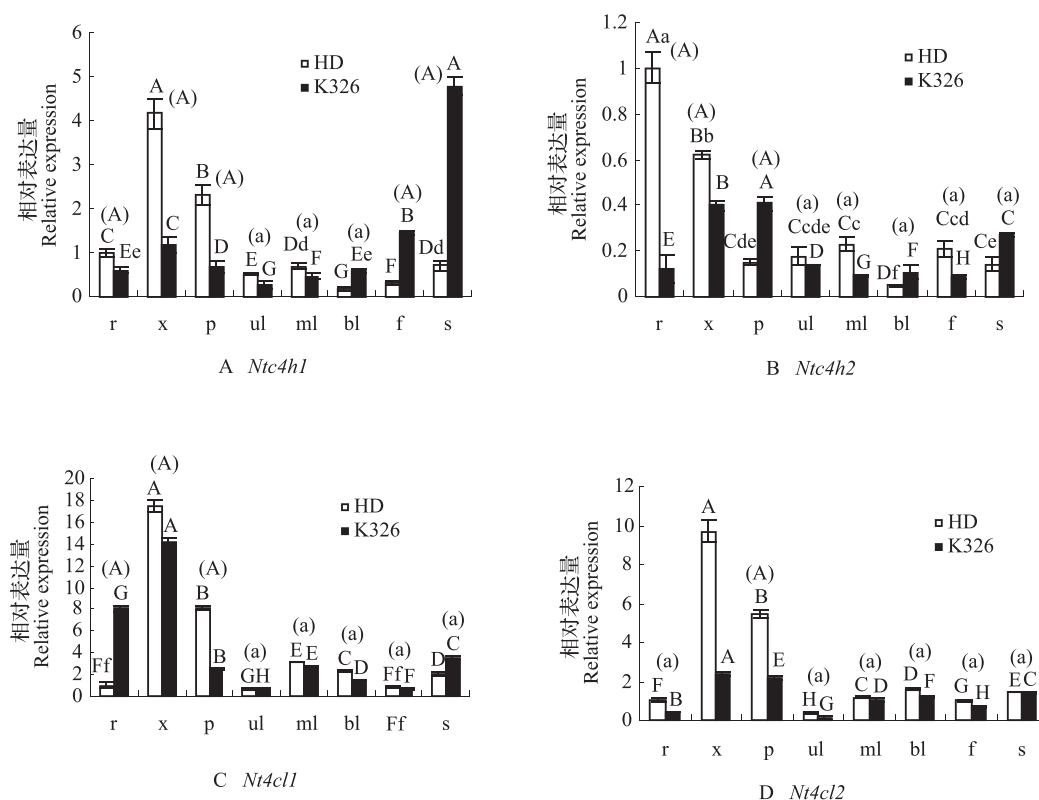 相对表达量
Relative expression
6
5
4
3
2
1
0
HD
K326
A (A)
(A) A
B (A)
(A)
C Ee
C
D
(a)
E G
(a)
Dd F
(a)
G Ee
(A)
B
F
Dd
r x p ul ml bl f s
A Ntc4h1
相对表达量
Relative expression
1.2
1
0.8
0.6
0.4
0.2
0
HD
K326
Aa (A)
E
(A)
Bb
B
(A)
A
Cde
(a)
Ccde D
(a)
Cc G
(a)
Df F
(a)
Ccd H
(a)
Ce C
r x p ul ml bl f s
B Ntc4h2
相对表达量
Relative expression
20
18
16
14
12
10
8
6
4
2
0
HD
K326
(A)
G
Ff
(A)
A
A
(A)
B
B
(a)
GH
(a)
E E
(a)
C D
(a)
Ff F
(a)
D C
r x p ul ml bl Ff s
C Nt4cl1
相对表达量
Relative expression
12
10
8
6
4
2
0
HD
K326
(a)
F B
A
A
(A)
B
E
(a)
H G
(a)
C D
(a)
D F
(a)
G H
(a)
E C
r x p ul ml bl f s
D Nt4cl2